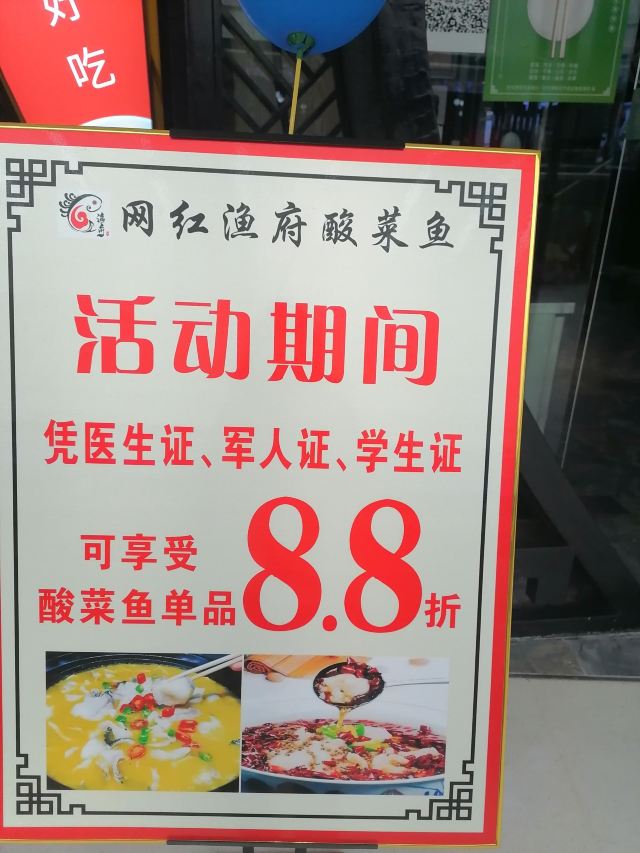 好
吃
网红渔府酸菜鱼
活动期间
凭医生证、军人证、学生证
可享受
酸菜鱼单品8.8折